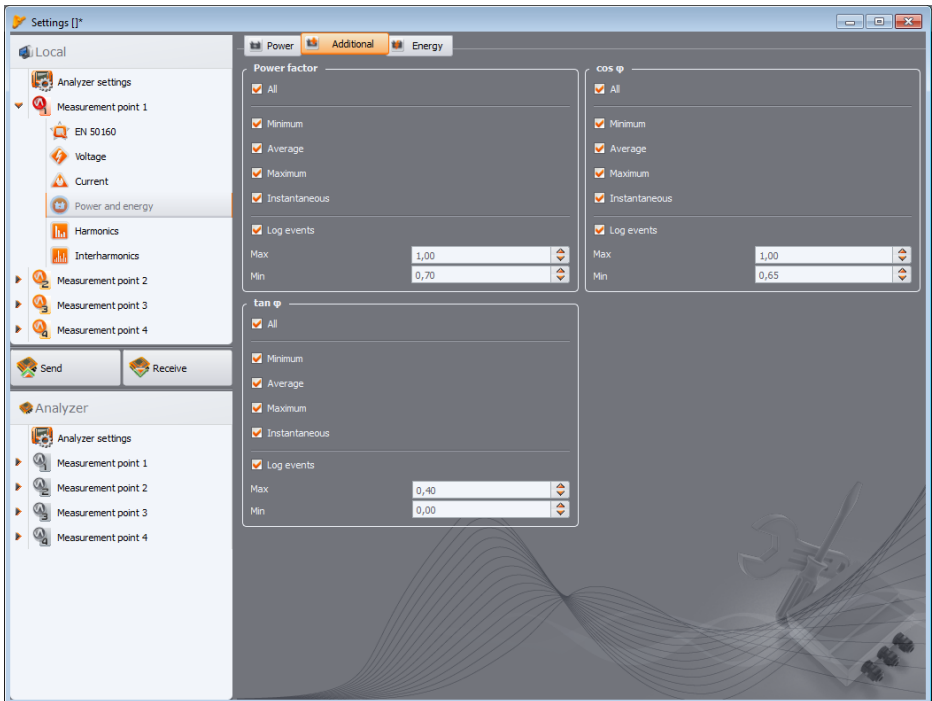 Settings []*
Local
Analyzer settings
Measurement point 1
EN 50160
Voltage
Current
Power and energy
Harmonics
Interharmonics
Measurement point 2
Measurement point 3
Measurement point 4
Send
Receive
Analyzer
Analyzer settings
Measurement point 1
Measurement point 2
Measurement point 3
Measurement point 4
Power
Additional
Energy
Power factor
All
Minimum
Average
Maximum
Instantaneous
Log events
Max 1,00
Min 0,70
cos φ
All
Minimum
Average
Maximum
Instantaneous
Log events
Max 1,00
Min 0,65
tan φ
All
Minimum
Average
Maximum
Instantaneous
Log events
Max 0,40
Min 0,00